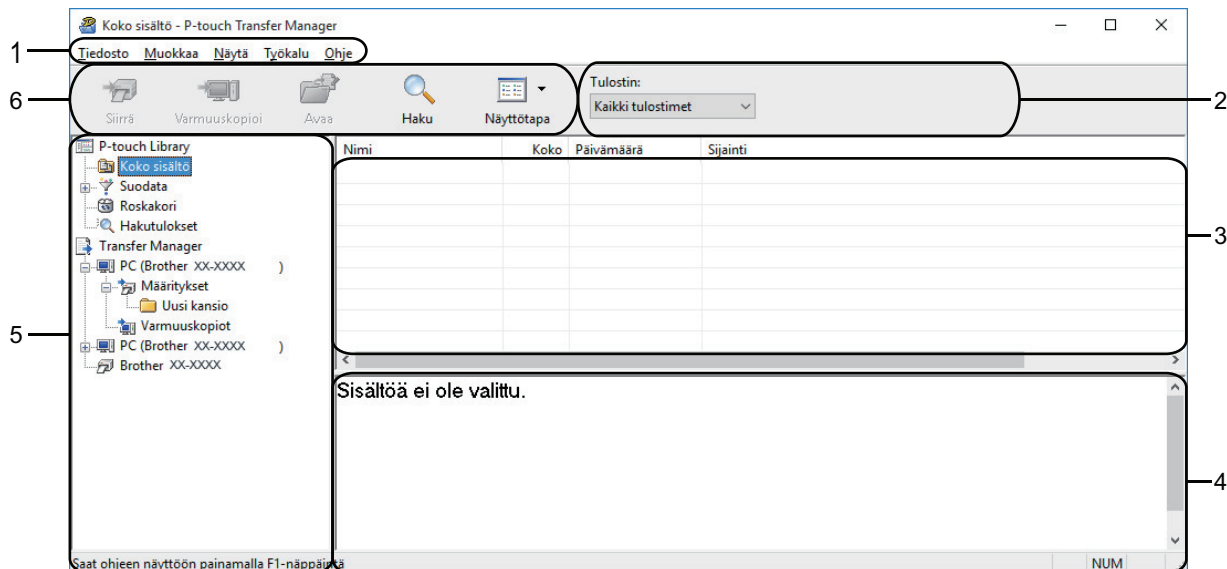 Koko sisältö - P-touch Transfer Manager
1
Tiedosto Muokkaa Näytä Työkalu Ohje
6
Siirrä Varmuuskopioi Avaa Haku Näyttötapa
Tulostin:
Kaikki tulostimet
2
P-touch Library
Koko sisältö
Suodata
Roskakori
Hakutulokset
Transfer Manager
PC (Brother XX-XXXX )
Määritykset
Uusi kansio
Varmuuskopiot
PC (Brother XX-XXXX )
Brother XX-XXXX
5
Nimi Koko Päivämäärä Sijainti
3
Sisältöä ei ole valittu.
4
Saat ohjeen näyttöön painamalla F1-näppäintä
NUM